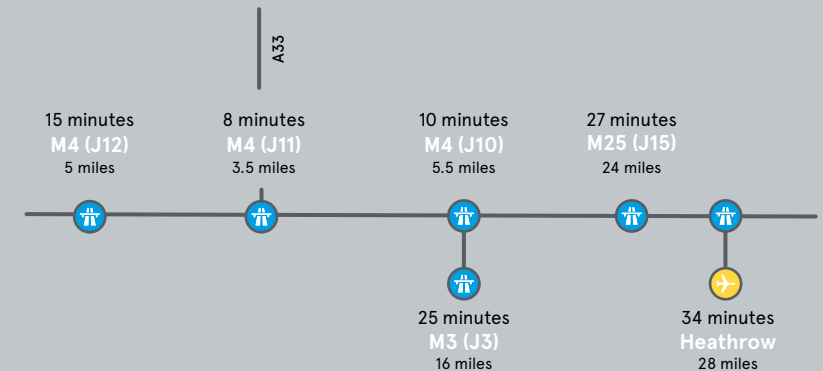 A33
15 minutes
M4 (J12)
5 miles
8 minutes
M4 (J11)
3.5 miles
10 minutes
M4 (J10)
5.5 miles
27 minutes
M25 (J15)
24 miles
25 minutes
M3 (J3)
16 miles
34 minutes
Heathrow
28 miles